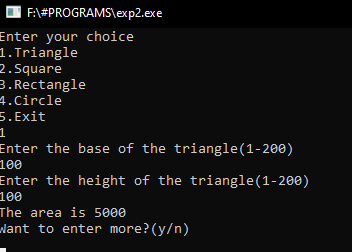 F:\#PROGRAMS\exp2.exe
Enter your choice
1.Triangle
2.Square
3.Rectangle
4.Circle
5.Exit
1
Enter the base of the triangle(1-200)
100
Enter the height of the triangle(1-200)
100
The area is 5000
Want to enter more?(y/n)